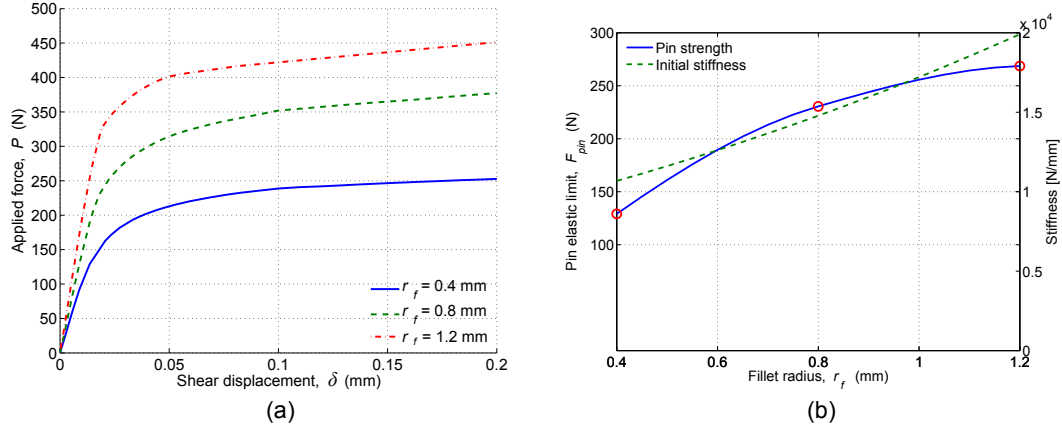 500
450
400
350
300
250
200
150
100
50
0
Applied force, P (N)
r f = 0.4 mm
r f = 0.8 mm
r f = 1.2 mm
0 0.05 0.1 0.15 0.2
Shear displacement, δ (mm)
(a)
300
250
200
150
100
Pin elastic limit, F pin (N)
Pin strength
Initial stiffness
x 10⁴
2
1.5
1
0.5
0
Stiffness [N/mm]
0.4 0.6 0.8 1 1.2
Fillet radius, r f (mm)
(b)